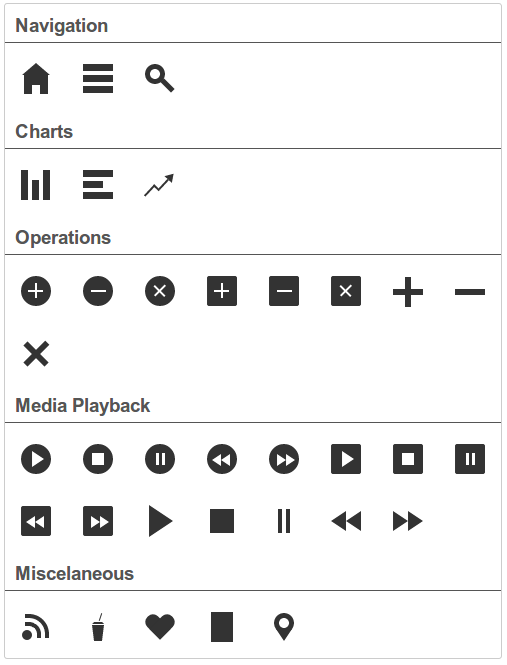 Navigation
Charts
Operations
Media Playback
Miscelaneous